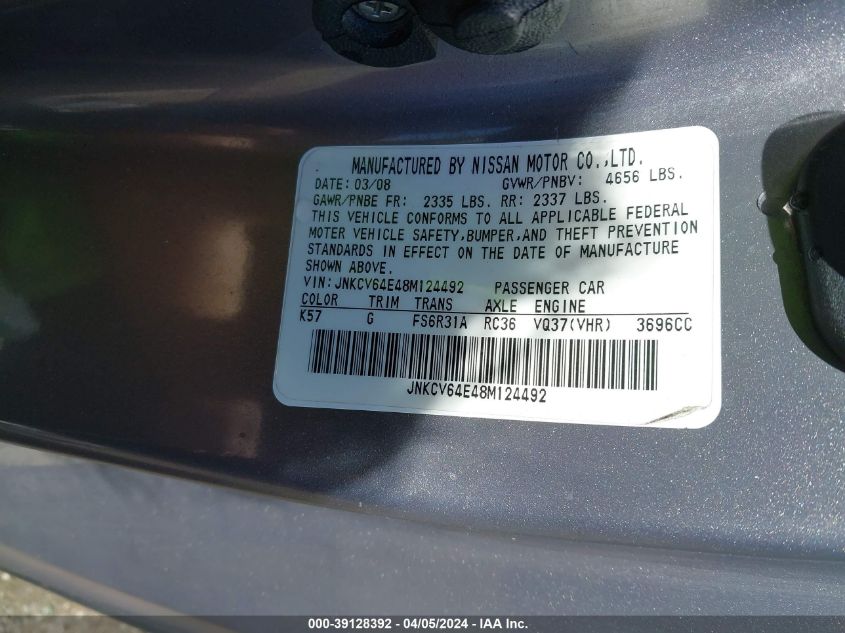 MANUFACTURED BY NISSAN MOTOR CO.,LTD.
DATE: 03/08 GVWR/PNBV: 4656 LBS.
GAWR/PNBE FR: 2335 LBS. RR: 2337 LBS.
THIS VEHICLE CONFORMS TO ALL APPLICABLE FEDERAL
MOTER VEHICLE SAFETY,BUMPER,AND THEFT PREVENTION
STANDARDS IN EFFECT ON THE DATE OF MANUFACTURE
SHOWN ABOVE.
VIN:JNKCV64E48M124492 PASSENGER CAR
COLOR TRIM TRANS AXLE ENGINE
K57 G FS6R31A RC36 VQ37(VHR) 3696CC
JNKCV64E48M124492
000-39128392 - 04/05/2024 - IAA Inc.